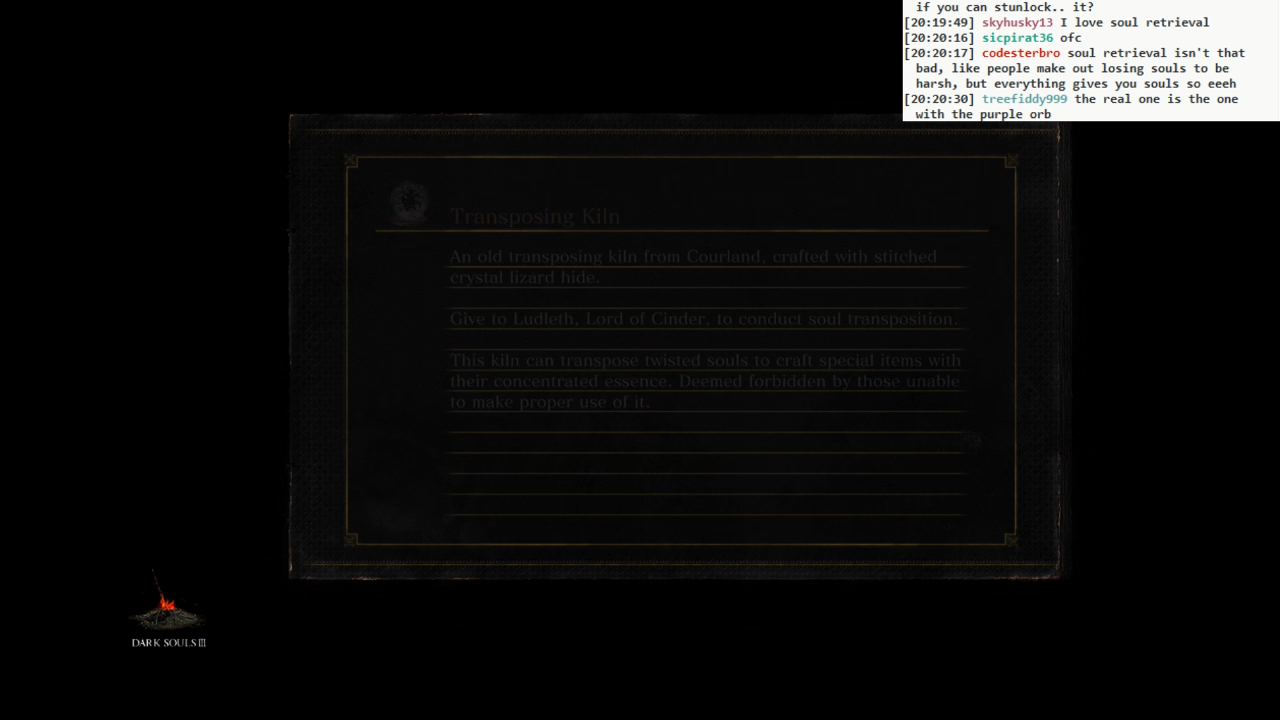 if you can stunlock.. it?
[20:19:49] skyhusky13 I love soul retrieval
[20:20:16] sicpirat36 ofc
[20:20:17] codesterbro soul retrieval isn't that
bad, like people make out losing souls to be
harsh, but everything gives you souls so eeeh
[20:20:30] treefiddy999 the real one is the one
with the purple orb
Transposing Kiln
An old transposing kiln from Courland, crafted with stitched
crystal lizard hide.
Give to Ludleth, Lord of Cinder, to conduct soul transposition.
This kiln can transpose twisted souls to craft special items with
their concentrated essence. Deemed forbidden by those unable
to make proper use of it.
DARK SOULS III